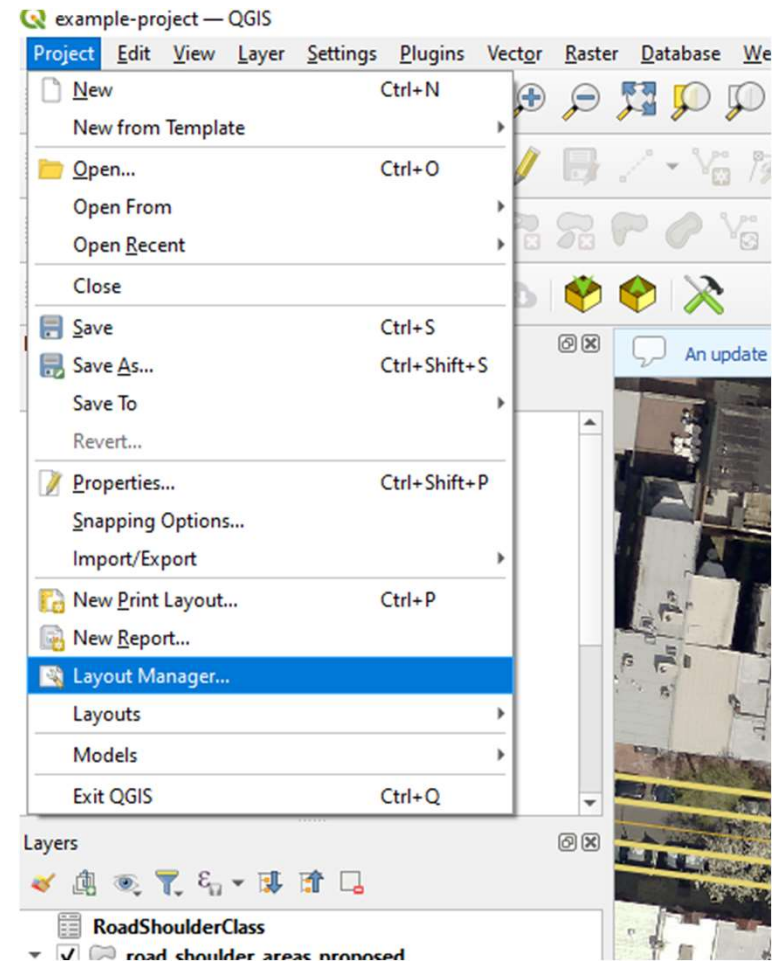 example-project — QGIS
Project Edit View Layer Settings Plugins Vector Raster Database We
New Ctrl+N
New from Template
Open... Ctrl+O
Open From
Open Recent
Close
Save Ctrl+S
Save As... Ctrl+Shift+S
Save To
Revert...
Properties... Ctrl+Shift+P
Snapping Options...
Import/Export
New Print Layout... Ctrl+P
New Report...
Layout Manager...
Layouts
Models
Exit QGIS Ctrl+Q
An update
Layers
RoadShoulderClass
road_shoulder_areas_proposed